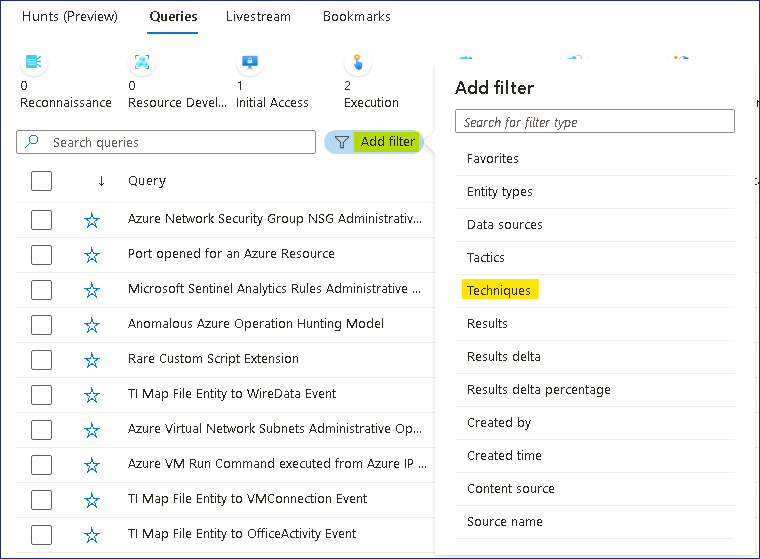 Hunts (Preview) Queries Livestream Bookmarks
0 0 1 2
Reconnaissance Resource Devel... Initial Access Execution
Search queries Add filter
↓ Query
Azure Network Security Group NSG Administrativ...
Port opened for an Azure Resource
Microsoft Sentinel Analytics Rules Administrative ...
Anomalous Azure Operation Hunting Model
Rare Custom Script Extension
TI Map File Entity to WireData Event
Azure Virtual Network Subnets Administrative Op...
Azure VM Run Command executed from Azure IP ...
TI Map File Entity to VMConnection Event
TI Map File Entity to OfficeActivity Event
Add filter
Search for filter type
Favorites
Entity types
Data sources
Tactics
Techniques
Results
Results delta
Results delta percentage
Created by
Created time
Content source
Source name